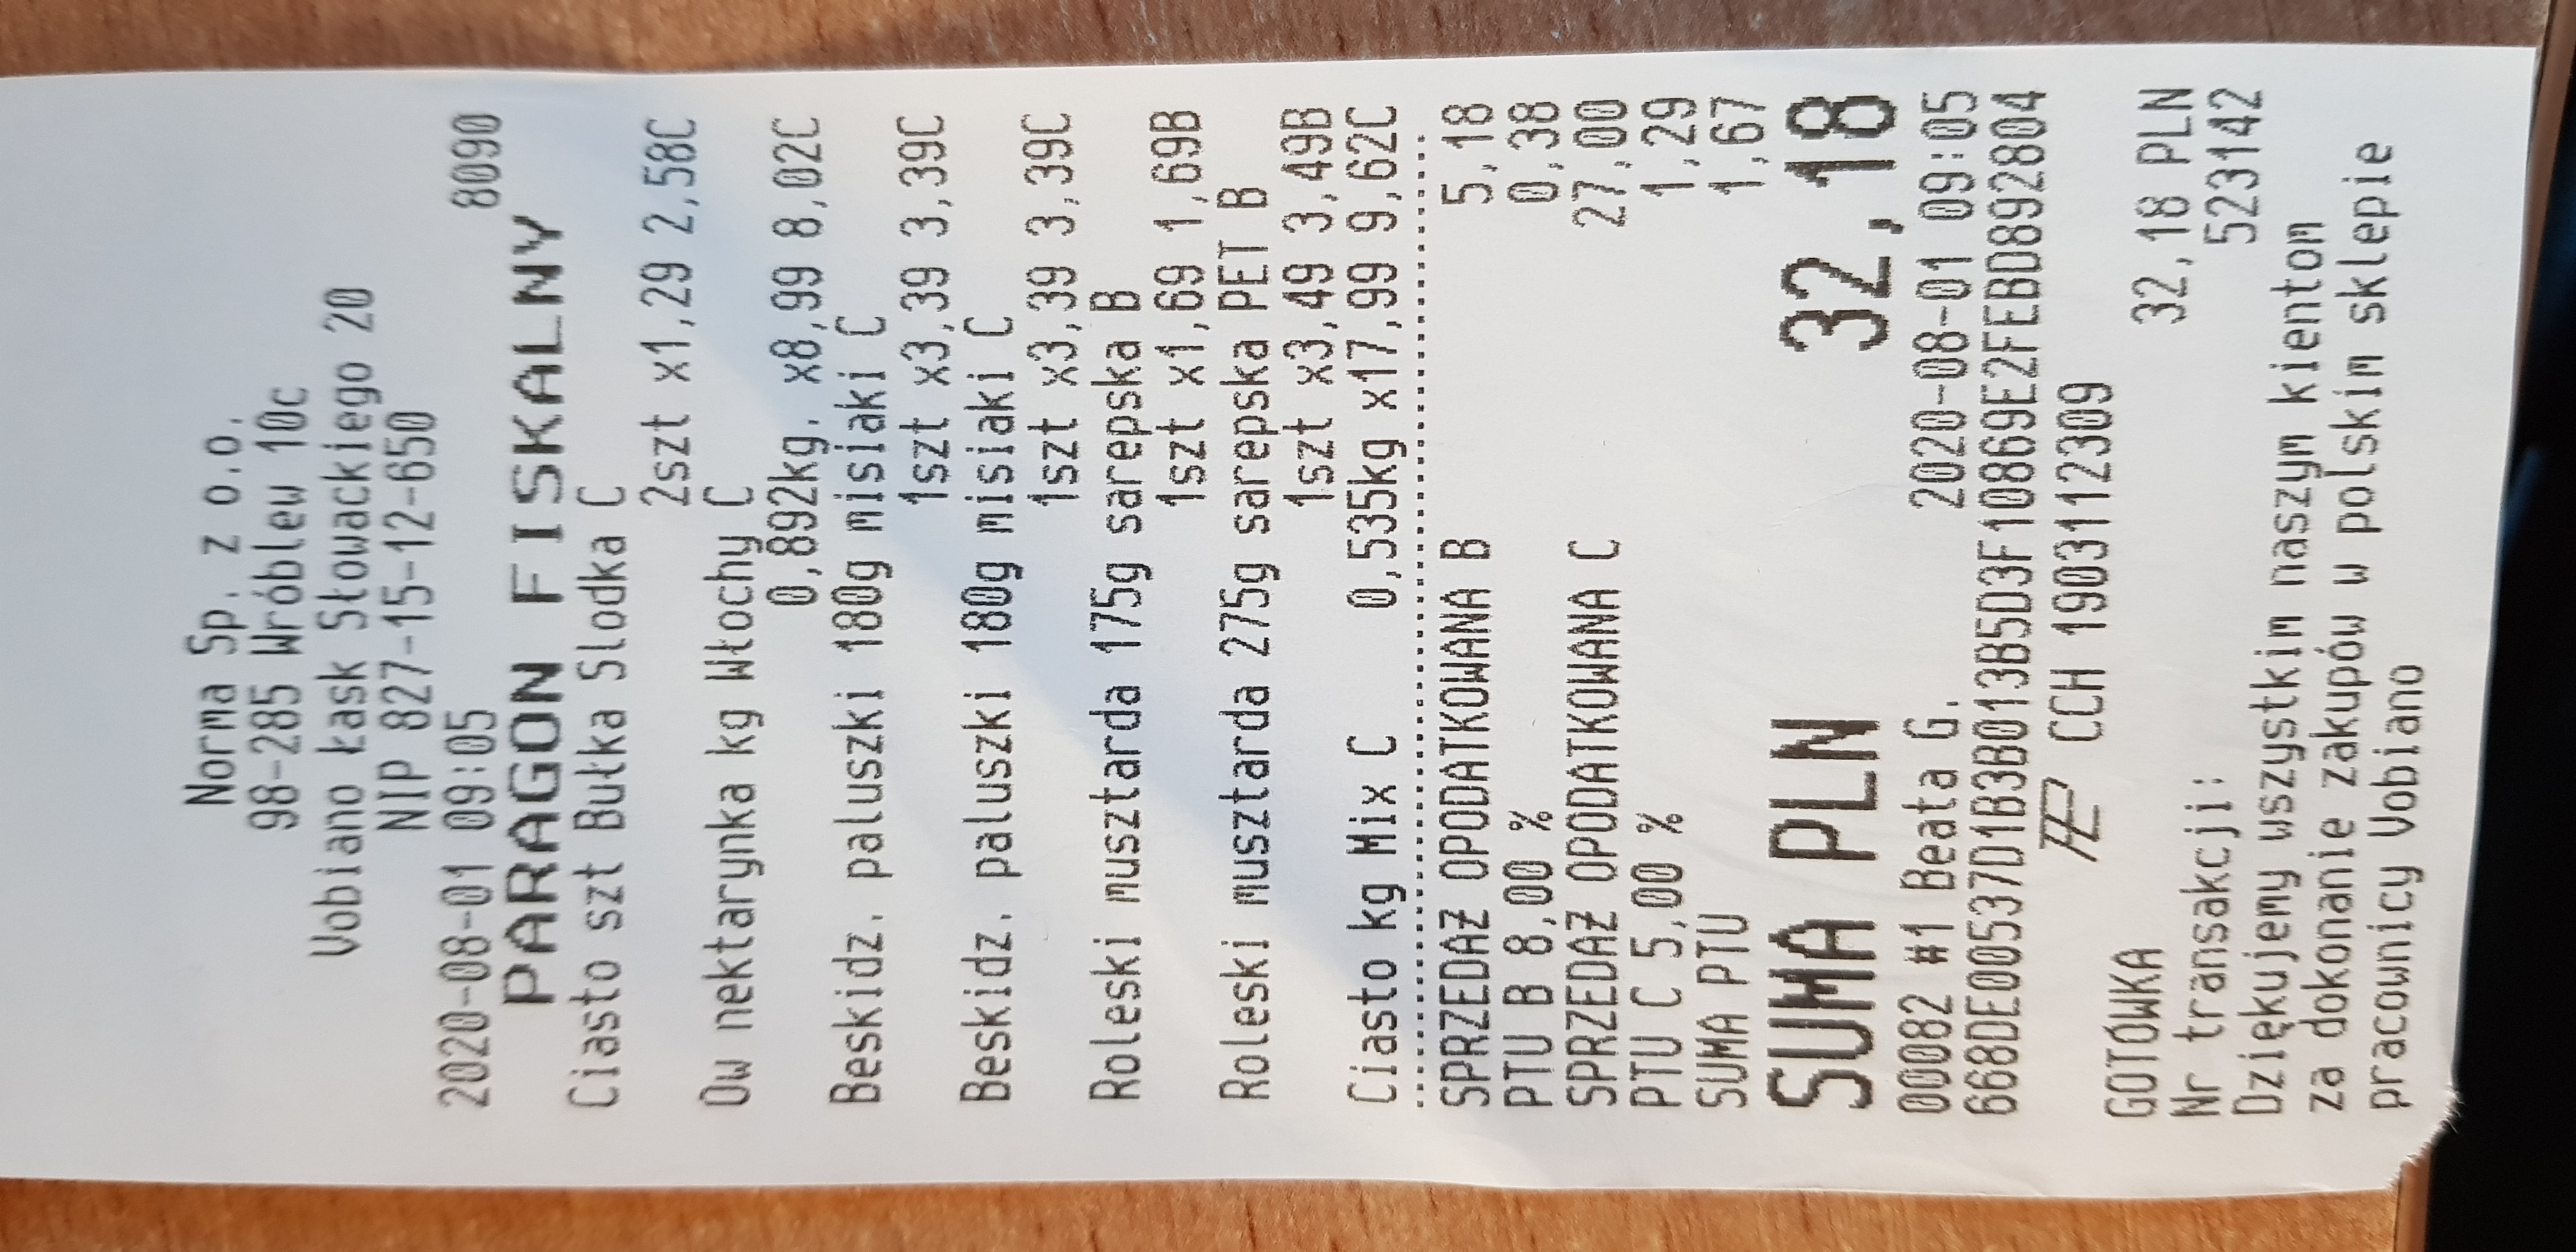 Norma Sp. z o.o.
98-285 Wróblew 10c
Vobiano Łask Słowackiego 20
NIP 827-15-12-650
2020-08-01 09:05 8090
PARAGON FISKALNY
Ciasto szt Bułka Slodka C
2szt x1,29 2,58C
Ow nektarynka kg Włochy C
0,892kg. x8,99 8,02C
Beskidz. paluszki 180g misiaki C
1szt x3,39 3,39C
Beskidz. paluszki 180g misiaki C
1szt x3,39 3,39C
Roleski musztarda 175g sarepska B
1szt x1,69 1,69B
Roleski musztarda 275g sarepska PET B
1szt x3,49 3,49B
Ciasto kg Mix C 0,535kg x17,99 9,62C
SPRZEDAŻ OPODATKOWANA B 5,18
PTU B 8,00 % 0,38
SPRZEDAŻ OPODATKOWANA C 27,00
PTU C 5,00 % 1,29
SUMA PTU 1,67
SUMA PLN 32,18
00082 #1 Beata G. 2020-08-01 09:05
668DE00537D1B3B013B5D3F10869E2FEBD892804
CCH 1903112309
GOTÓWKA 32,18 PLN
Nr transakcji: 523142
Dziękujemy wszystkim naszym kientom
za dokonanie zakupów w polskim sklepie
pracownicy Vobiano